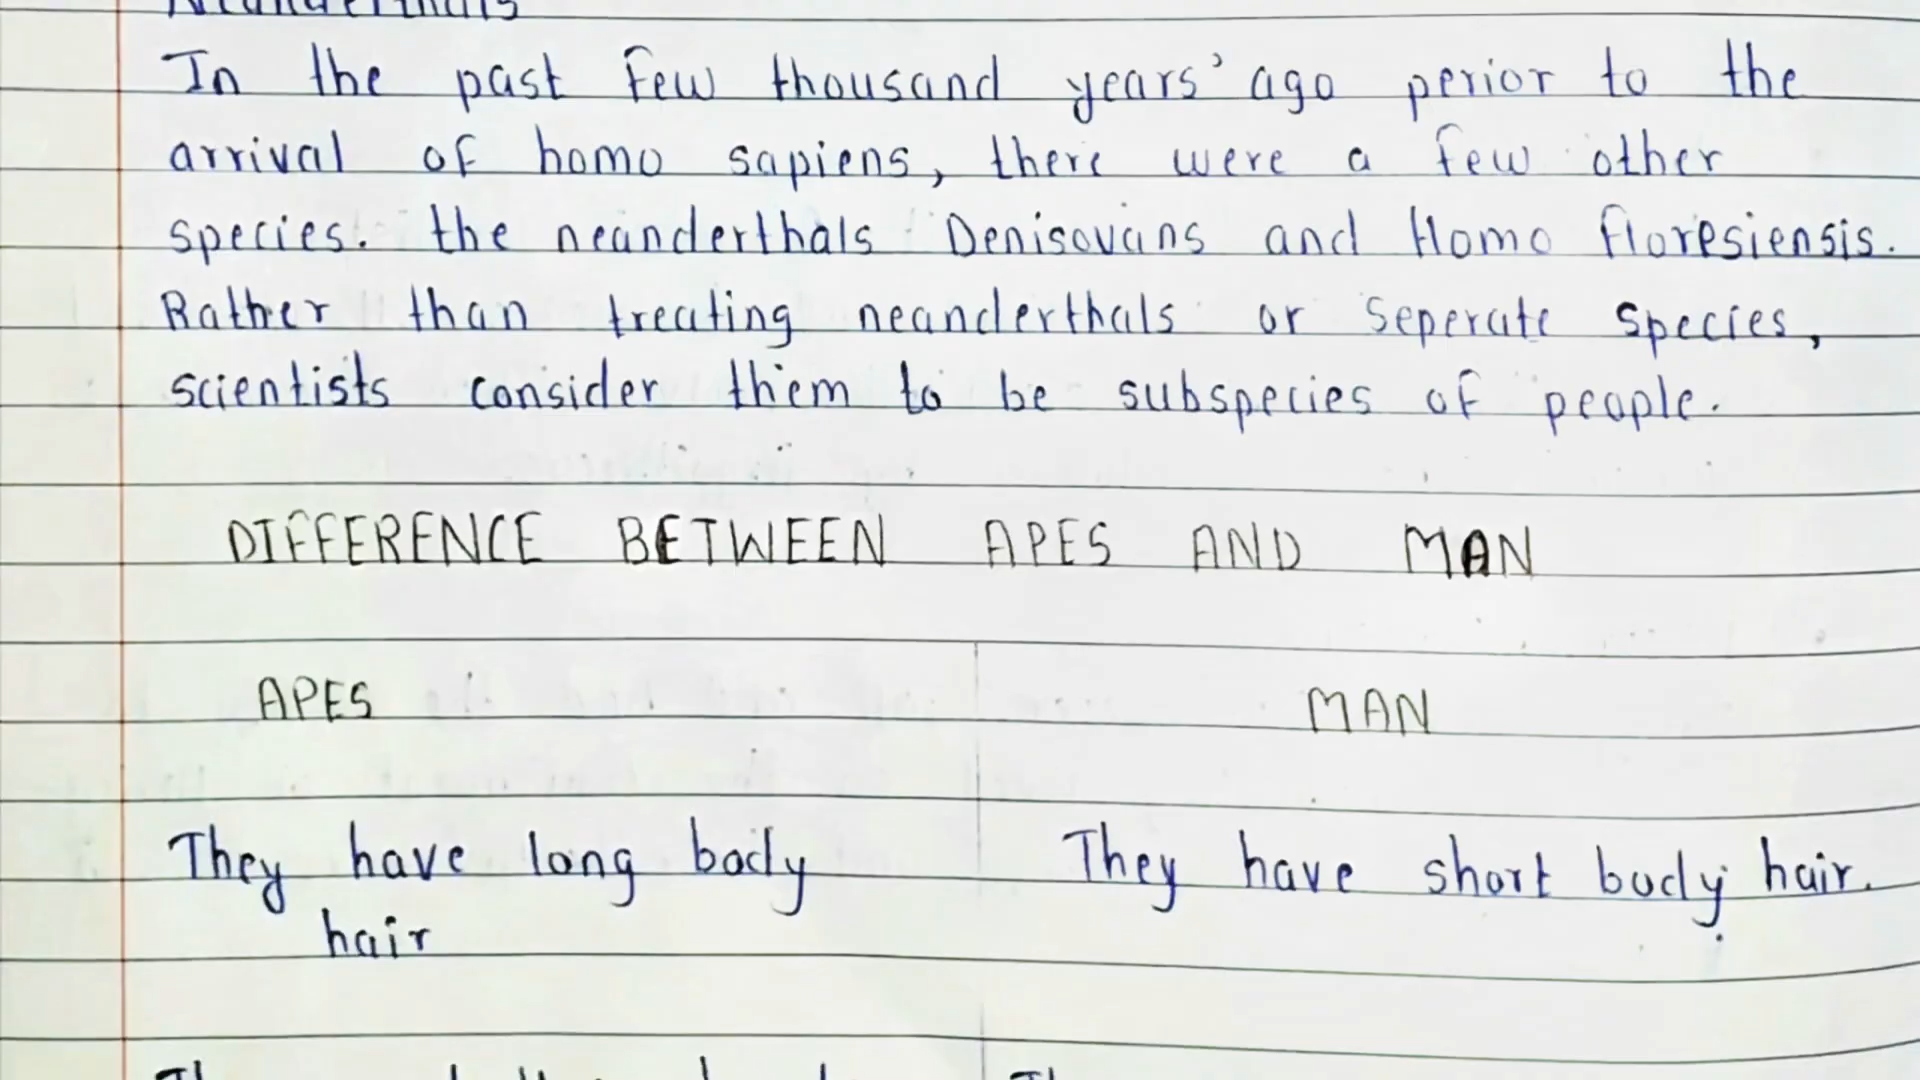 Neanderthals
In the past few thousand years' ago perior to the
arrival of homo sapiens, there were a few other
species. the neanderthals Denisovans and Homo floresiensis.
Rather than treating neanderthals or seperate species,
scientists consider them to be subspecies of people.
DIFFERENCE BETWEEN APES AND MAN
APES MAN
They have long body They have short body hair.
hair